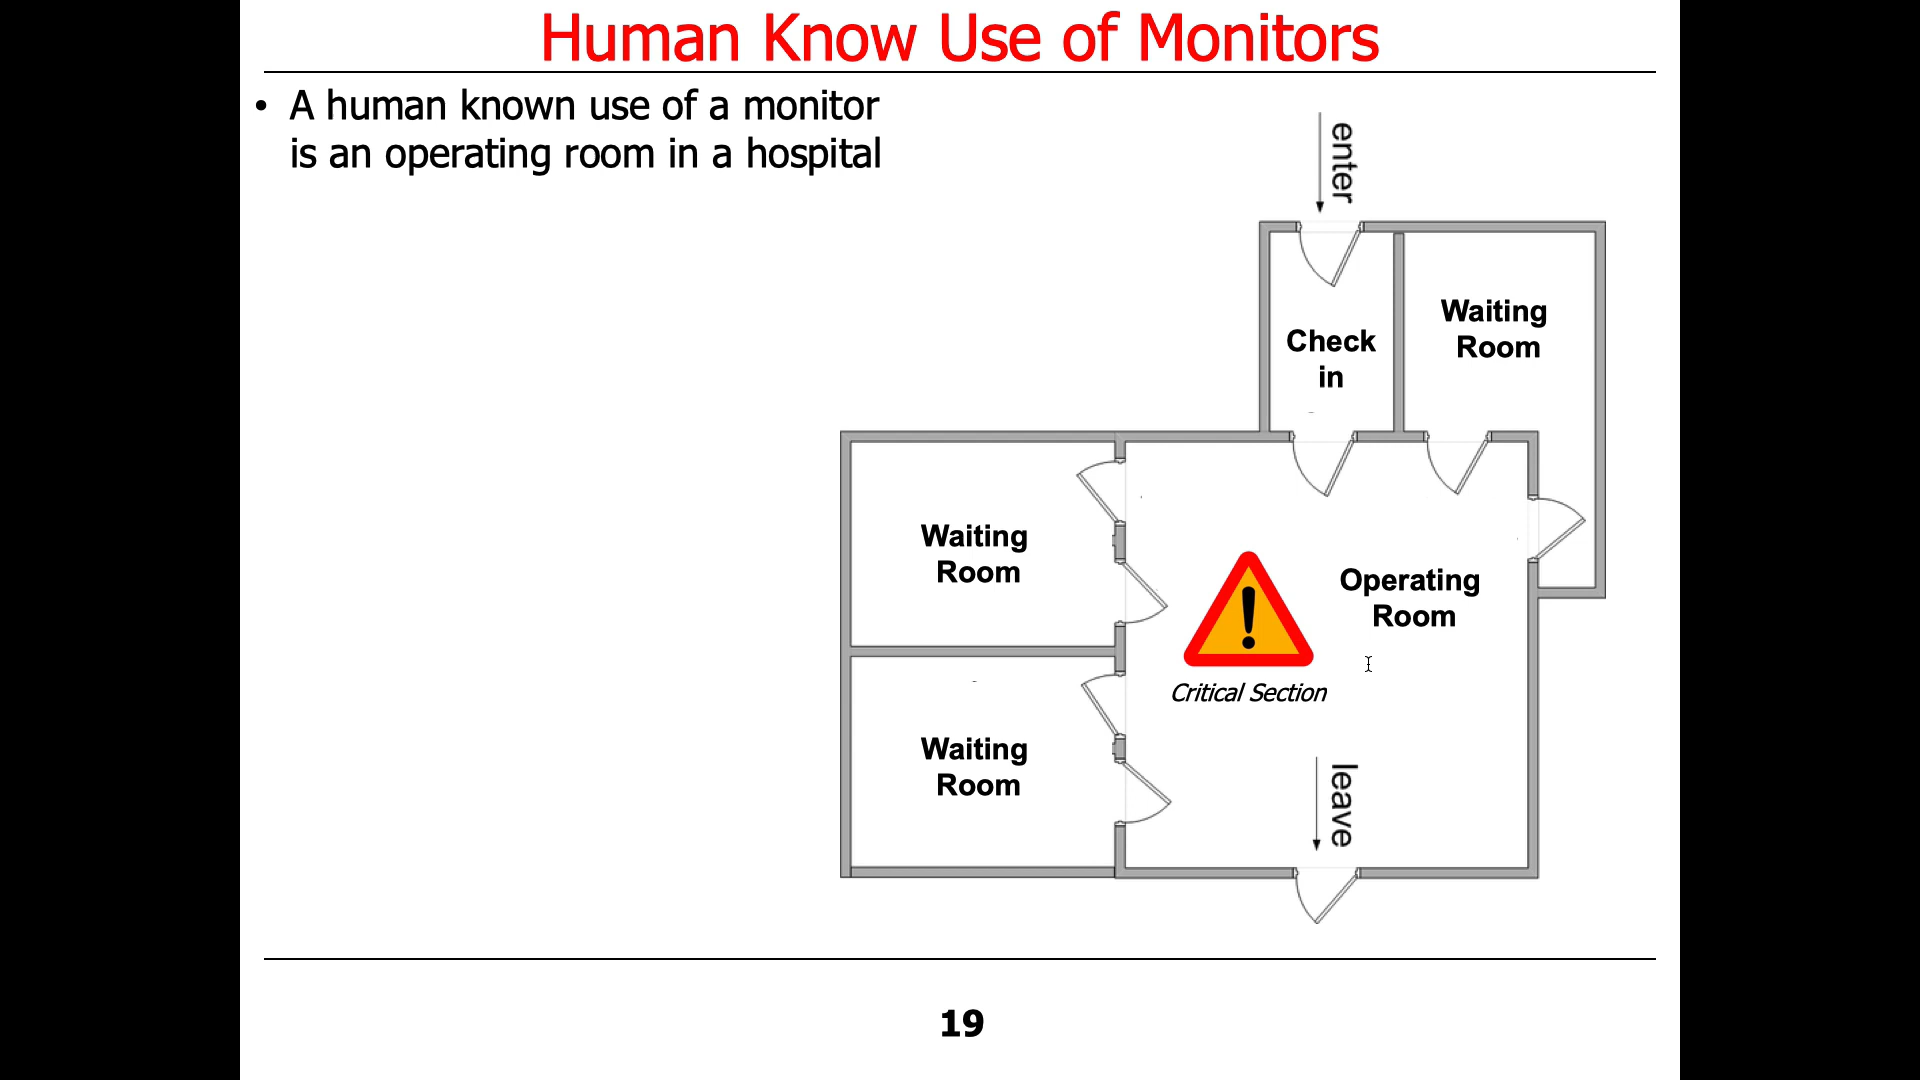 Human Know Use of Monitors
• A human known use of a monitor
is an operating room in a hospital
enter
Check
in
Waiting
Room
Waiting
Room
Operating
Room
Critical Section
Waiting
Room
leave
19